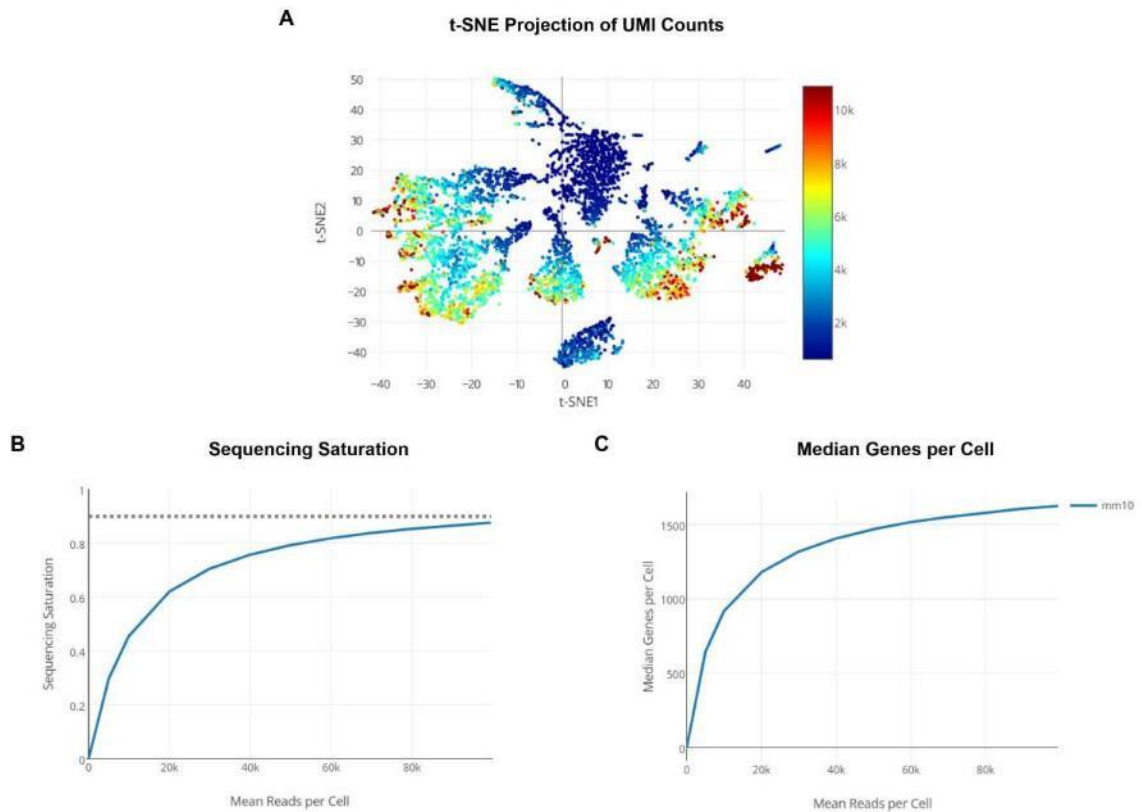 A
t-SNE Projection of UMI Counts
50
40
30
20
10
0
−10
−20
−30
−40
t-SNE2
−40
−30
−20
−10
0
10
20
30
40
t-SNE1
10k
8k
6k
4k
2k
B
Sequencing Saturation
1
0.8
0.6
0.4
0.2
0
Sequencing Saturation
0
20k
40k
60k
80k
Mean Reads per Cell
C
Median Genes per Cell
1500
1000
500
0
Median Genes per Cell
0
20k
40k
60k
80k
Mean Reads per Cell
mm10